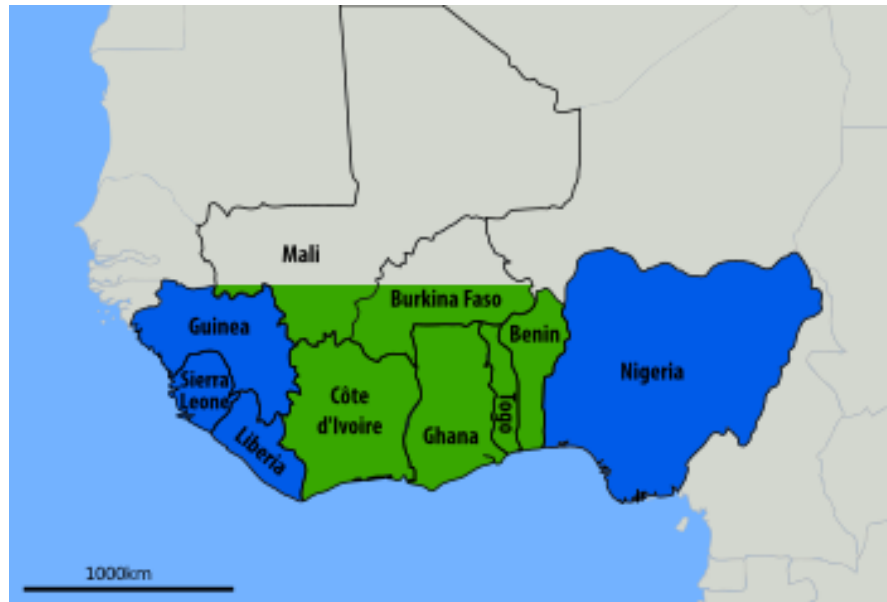 Mali
Burkina Faso
Guinea
Benin
Nigeria
Sierra
Leone
Côte
d'Ivoire
Togo
Ghana
Liberia
1000km